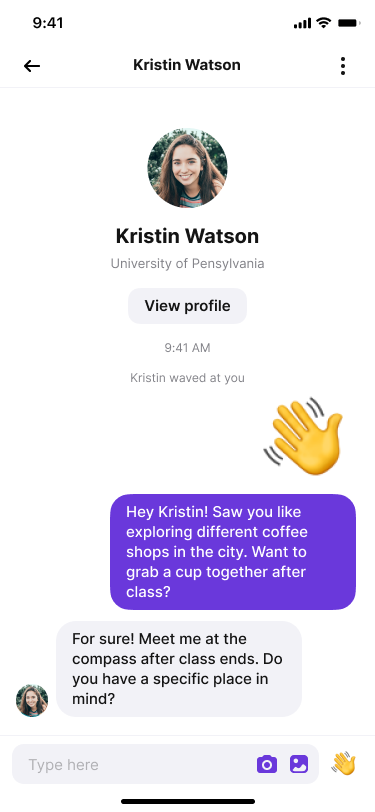 9:41
Kristin Watson
Kristin Watson
University of Pensylvania
View profile
9:41 AM
Kristin waved at you
Hey Kristin! Saw you like
exploring different coffee
shops in the city. Want to
grab a cup together after
class?
For sure! Meet me at the
compass after class ends. Do
you have a specific place in
mind?
Type here